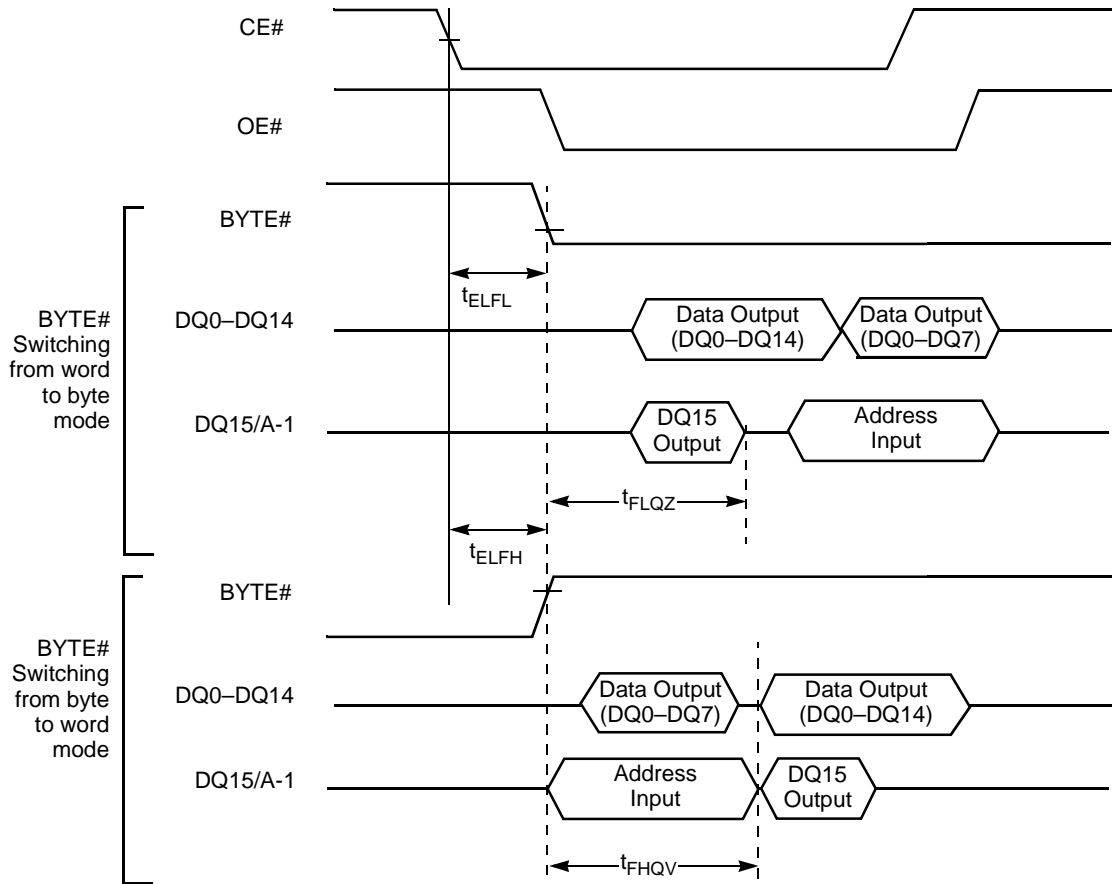 CE#
OE#
BYTE#
Switching
from word
to byte
mode
BYTE#
tELFL
DQ0–DQ14
Data Output
(DQ0–DQ14)
Data Output
(DQ0–DQ7)
DQ15/A-1
DQ15
Output
Address
Input
tFLQZ
tELFH
BYTE#
Switching
from byte
to word
mode
BYTE#
DQ0–DQ14
Data Output
(DQ0–DQ7)
Data Output
(DQ0–DQ14)
DQ15/A-1
Address
Input
DQ15
Output
tFHQV